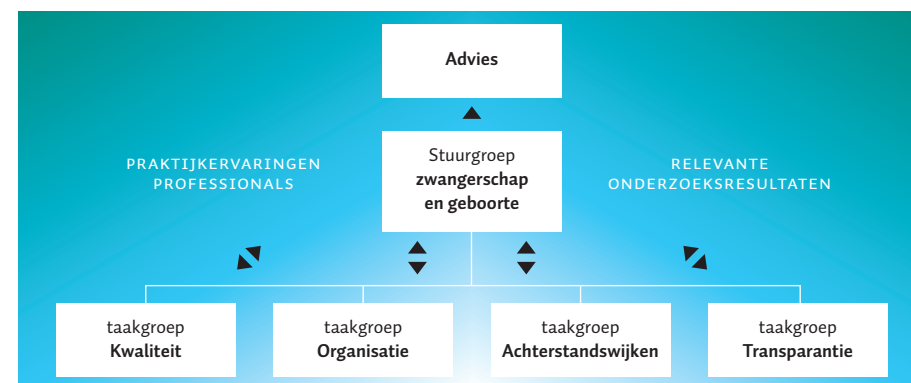 Advies
Stuurgroep
zwangerschap
en geboorte
PRAKTIJKERVARINGEN
PROFESSIONALS
RELEVANTE
ONDERZOEKSRESULTATEN
taakgroep
Kwaliteit
taakgroep
Organisatie
taakgroep
Achterstandswijken
taakgroep
Transparantie